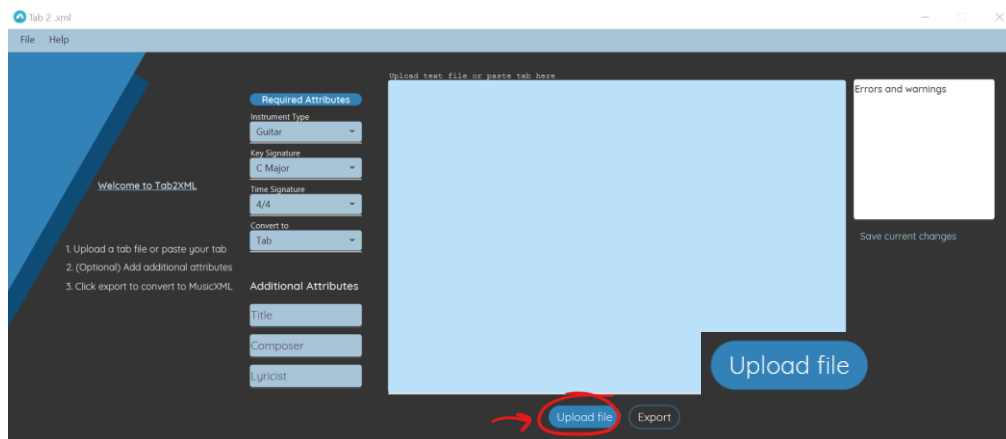 Tab 2 .xml
File Help
Upload text file or paste tab here
Required Attributes
Instrument Type
Guitar
Key Signature
C Major
Time Signature
4/4
Convert to
Tab
Welcome to Tab2XML
1. Upload a tab file or paste your tab
2. (Optional) Add additional attributes
3. Click export to convert to MusicXML
Additional Attributes
Title
Composer
Lyricist
Errors and warnings
Save current changes
Upload file
Upload file Export